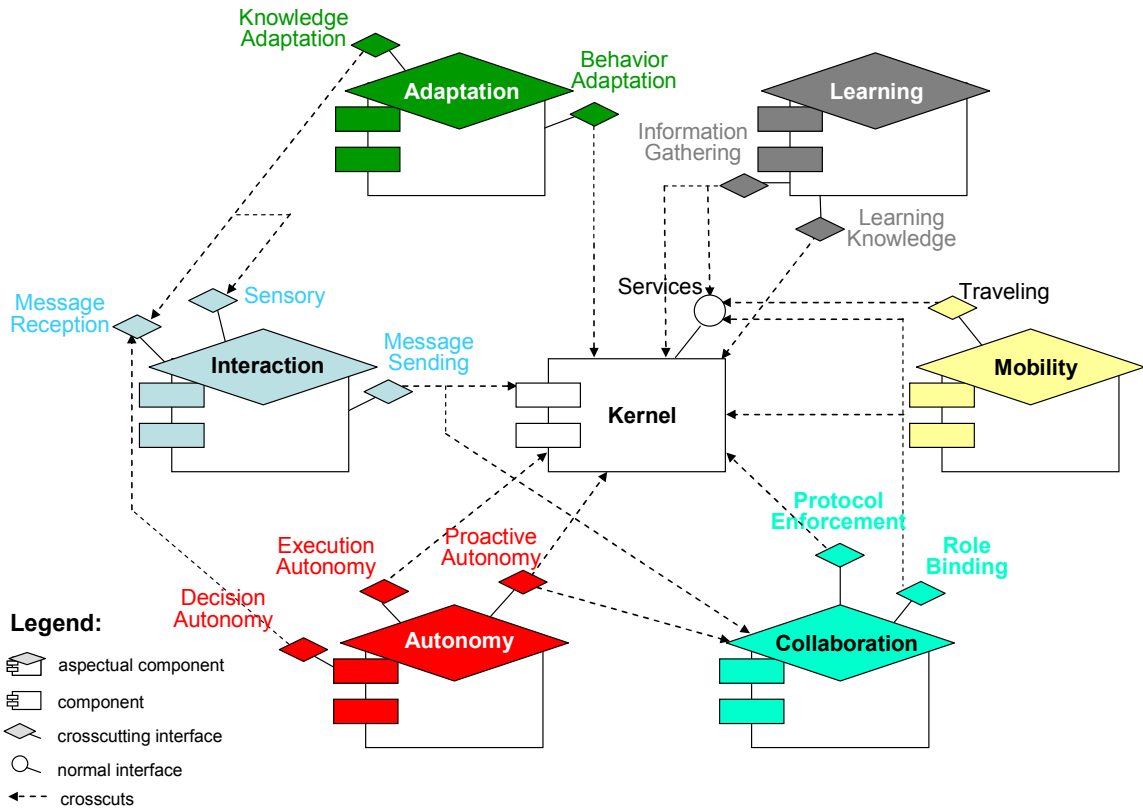 Knowledge
Adaptation
Behavior
Adaptation
Adaptation
Learning
Information
Gathering
Learning
Knowledge
Services
Traveling
Message
Reception
Sensory
Message
Sending
Interaction
Kernel
Mobility
Protocol
Enforcement
Role
Binding
Execution
Autonomy
Proactive
Autonomy
Decision
Autonomy
Autonomy
Collaboration
Legend:
aspectual component
component
crosscutting interface
normal interface
crosscuts